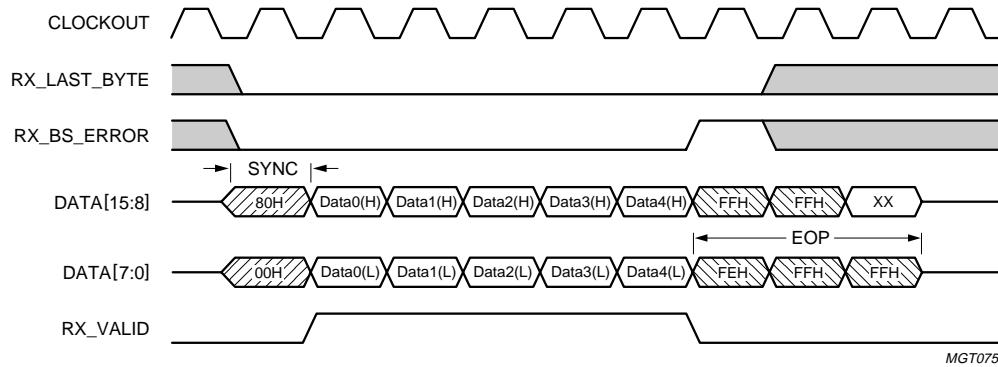 CLOCKOUT
RX_LAST_BYTE
RX_BS_ERROR
SYNC
DATA[15:8] 80H Data0(H) Data1(H) Data2(H) Data3(H) Data4(H) FFH FFH XX
EOP
DATA[7:0] 00H Data0(L) Data1(L) Data2(L) Data3(L) Data4(L) FEH FFH FFH
RX_VALID
MGT075